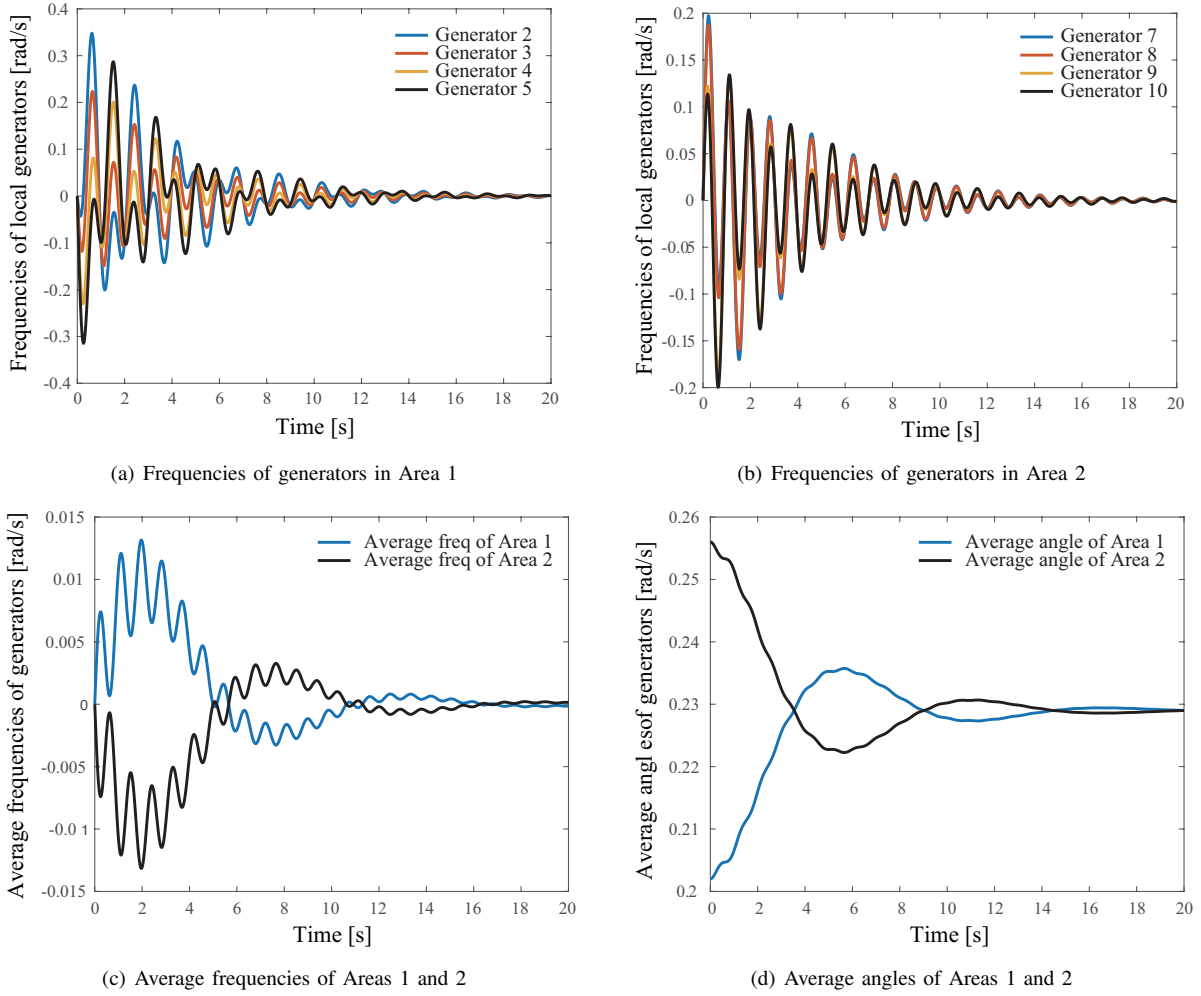 Frequencies of local generators [rad/s]
0.4
0.3
0.2
0.1
0
-0.1
-0.2
-0.3
-0.4
Generator 2
Generator 3
Generator 4
Generator 5
0 2 4 6 8 10 12 14 16 18 20
Time [s]
(a) Frequencies of generators in Area 1
Frequencies of local generators [rad/s]
0.2
0.15
0.1
0.05
0
-0.05
-0.1
-0.15
-0.2
Generator 7
Generator 8
Generator 9
Generator 10
0 2 4 6 8 10 12 14 16 18 20
Time [s]
(b) Frequencies of generators in Area 2
Average frequencies of generators [rad/s]
0.015
0.01
0.005
0
-0.005
-0.0 1
-0.015
Average freq of Area 1
Average freq of Area 2
0 2 4 6 8 10 12 14 16 18 20
Time [s]
(c) Average frequencies of Areas 1 and 2
Average angl esof generators [rad/s]
0.26
0.25
0.24
0.23
0.22
0.21
0.2
Average angle of Area 1
Average angle of Area 2
0 2 4 6 8 10 12 14 16 18 20
Time [s]
(d) Average angles of Areas 1 and 2